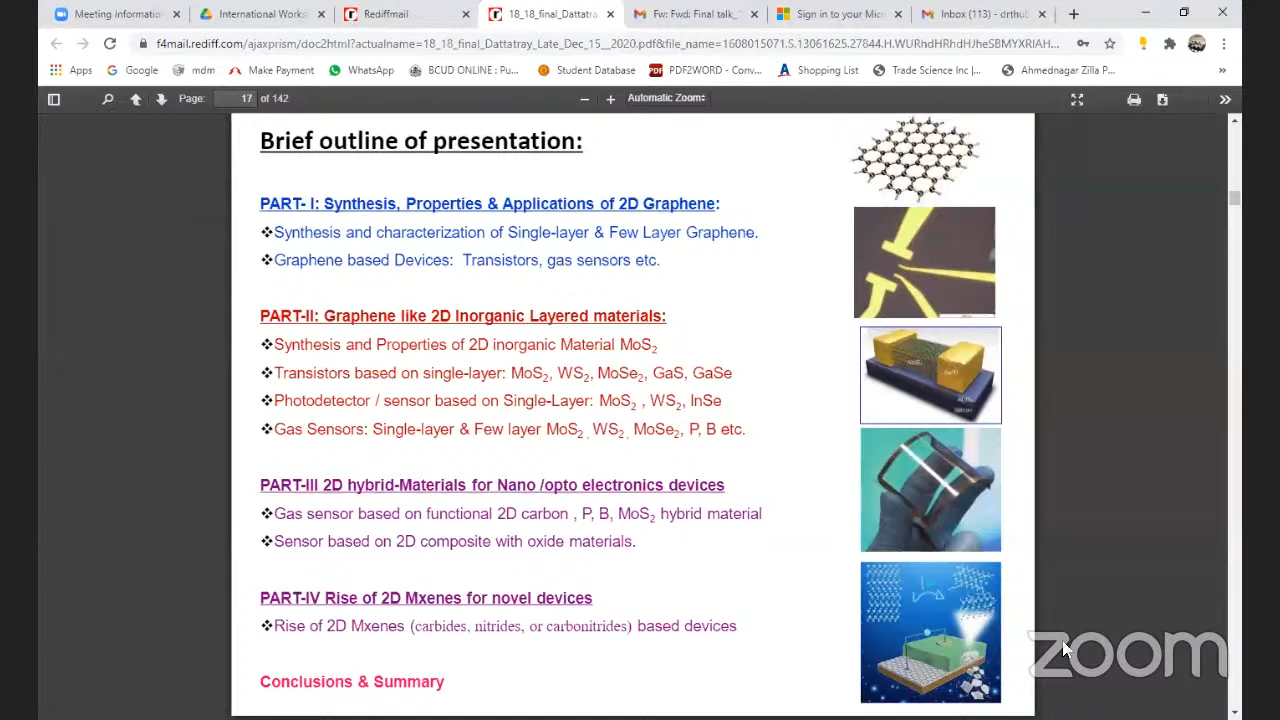 Meeting Information
International Works
Rediffmail
18_18_final_Dattatra
Fw: Fwd: Final talk_
Sign in to your Micr
Inbox (113) - drthub
f4mail.rediff.com/ajaxprism/doc2html?actualname=18_18_final_Dattatray_Late_Dec_15__2020.pdf&file_name=1608015071.S.13061625.27844.H.WURhdHRhdHJheSBMYXRIAH...
Apps
Google
mdm
Make Payment
WhatsApp
BCUD ONLINE : Pu...
Student Database
PDF2WORD - Conv...
Shopping List
Trade Science Inc |...
Ahmednagar Zilla P...
Page: 17 of 142
Automatic Zoom
Brief outline of presentation:
PART- I: Synthesis, Properties & Applications of 2D Graphene:
❖Synthesis and characterization of Single-layer & Few Layer Graphene.
❖Graphene based Devices: Transistors, gas sensors etc.
PART-II: Graphene like 2D Inorganic Layered materials:
❖Synthesis and Properties of 2D inorganic Material MoS₂
❖Transistors based on single-layer: MoS₂, WS₂, MoSe₂, GaS, GaSe
❖Photodetector / sensor based on Single-Layer: MoS₂ , WS₂, InSe
❖Gas Sensors: Single-layer & Few layer MoS₂ , WS₂ , MoSe₂, P, B etc.
PART-III 2D hybrid-Materials for Nano /opto electronics devices
❖Gas sensor based on functional 2D carbon , P, B, MoS₂ hybrid material
❖Sensor based on 2D composite with oxide materials.
PART-IV Rise of 2D Mxenes for novel devices
❖Rise of 2D Mxenes (carbides, nitrides, or carbonitrides) based devices
Conclusions & Summary
Silicon
zoom